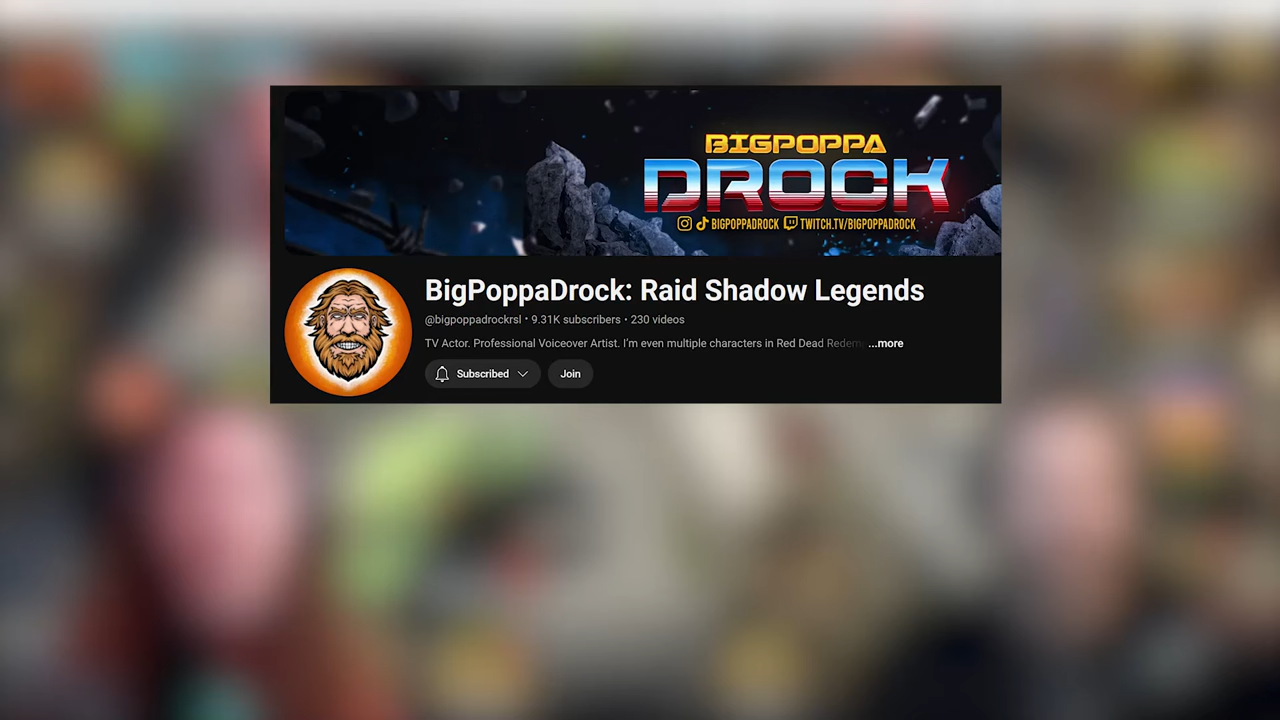 BIGPOPPA
DROCK
BIGPOPPADROCK TWITCH.TV/BIGPOPPADROCK
BigPoppaDrock: Raid Shadow Legends
@bigpoppadrockrsl • 9.31K subscribers • 230 videos
TV Actor. Professional Voiceover Artist. I'm even multiple characters in Red Dead Redem ...more
Subscribed Join